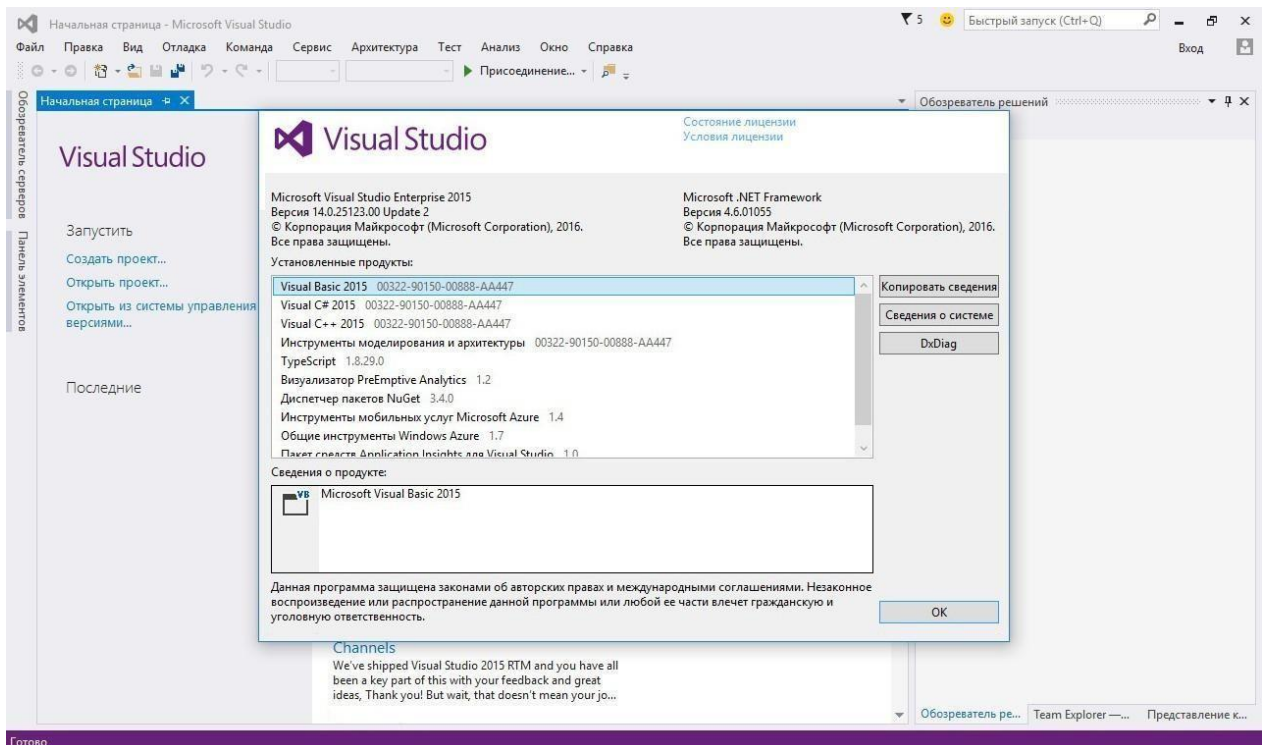 Начальная страница - Microsoft Visual Studio
5
Быстрый запуск (Ctrl+Q)
Файл Правка Вид Отладка Команда Сервис Архитектура Тест Анализ Окно Справка
Вход
Присоединение...
Обозреватель серверов
Панель элементов
Начальная страница
Обозреватель решений
Visual Studio
Запустить
Создать проект...
Открыть проект...
Открыть из системы управления
версиями...
Последние
Visual Studio
Состояние лицензии
Условия лицензии
Microsoft Visual Studio Enterprise 2015
Версия 14.0.25123.00 Update 2
© Корпорация Майкрософт (Microsoft Corporation), 2016.
Все права защищены.
Microsoft .NET Framework
Версия 4.6.01055
© Корпорация Майкрософт (Microsoft Corporation), 2016.
Все права защищены.
Установленные продукты:
Visual Basic 2015 00322-90150-00888-AA447
Visual C# 2015 00322-90150-00888-AA447
Visual C++ 2015 00322-90150-00888-AA447
Инструменты моделирования и архитектуры 00322-90150-00888-AA447
TypeScript 1.8.29.0
Визуализатор PreEmptive Analytics 1.2
Диспетчер пакетов NuGet 3.4.0
Инструменты мобильных услуг Microsoft Azure 1.4
Общие инструменты Windows Azure 1.7
Пакет средств Application Insights для Visual Studio 1.0
Копировать сведения
Сведения о системе
DxDiag
Сведения о продукте:
VB
Microsoft Visual Basic 2015
Данная программа защищена законами об авторских правах и международными соглашениями. Незаконное
воспроизведение или распространение данной программы или любой ее части влечет гражданскую и
уголовную ответственность.
OK
Channels
We've shipped Visual Studio 2015 RTM and you have all
been a key part of this with your feedback and great
ideas, Thank you! But wait, that doesn't mean your jo...
Обозреватель ре... Team Explorer —... Представление к...
Готово